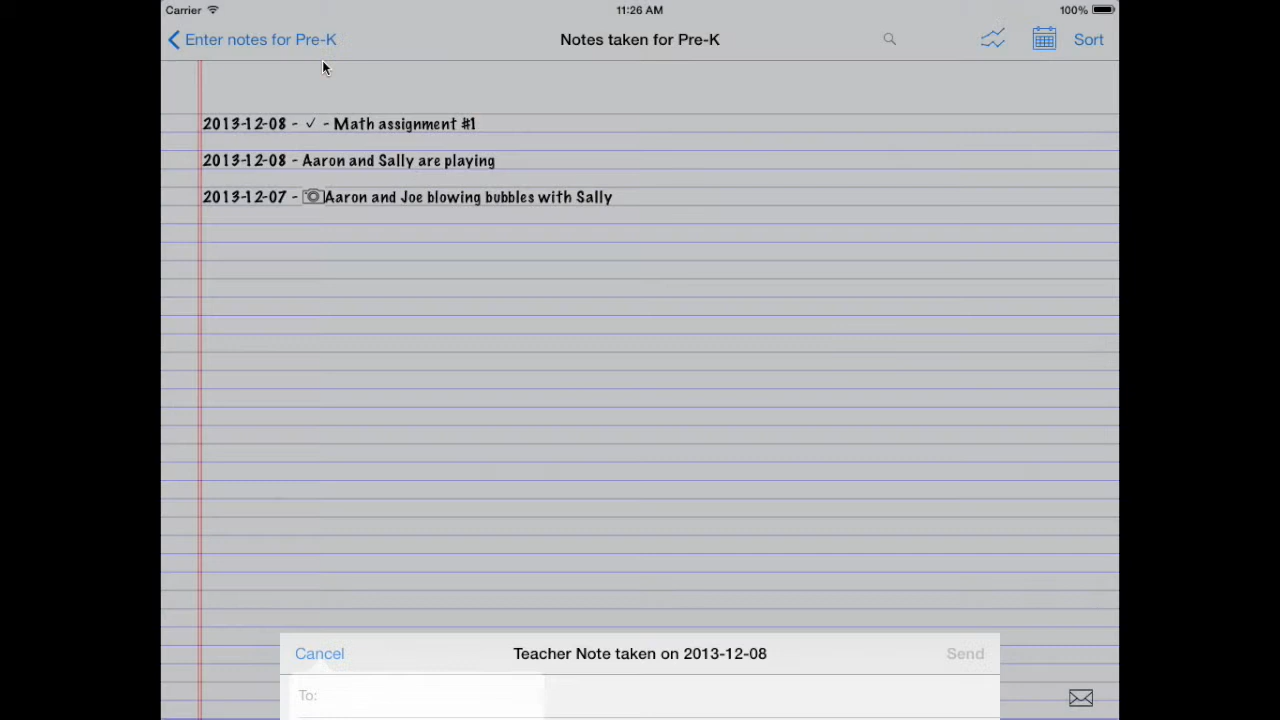 Carrier 11:26 AM 100%
Enter notes for Pre-K Notes taken for Pre-K Sort
2013-12-08 - ✓ - Math assignment #1
2013-12-08 - Aaron and Sally are playing
2013-12-07 - Aaron and Joe blowing bubbles with Sally
Cancel Teacher Note taken on 2013-12-08 Send
To: